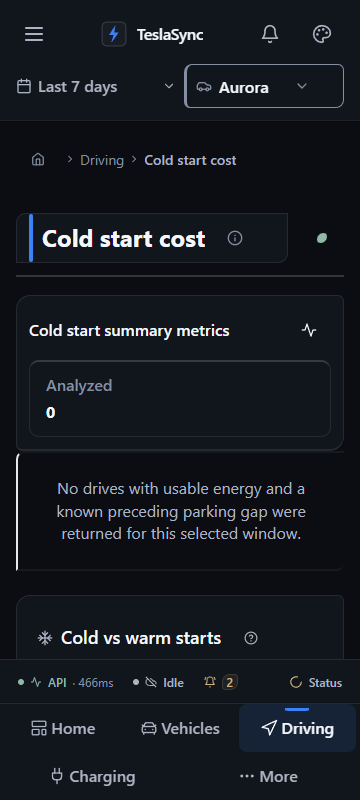 TeslaSync
Last 7 days
Aurora
Driving
Cold start cost
Cold start cost
Cold start summary metrics
Analyzed
0
No drives with usable energy and a
known preceding parking gap were
returned for this selected window.
Cold vs warm starts
API · 466ms
Idle
2
Status
Home
Vehicles
Driving
Charging
More